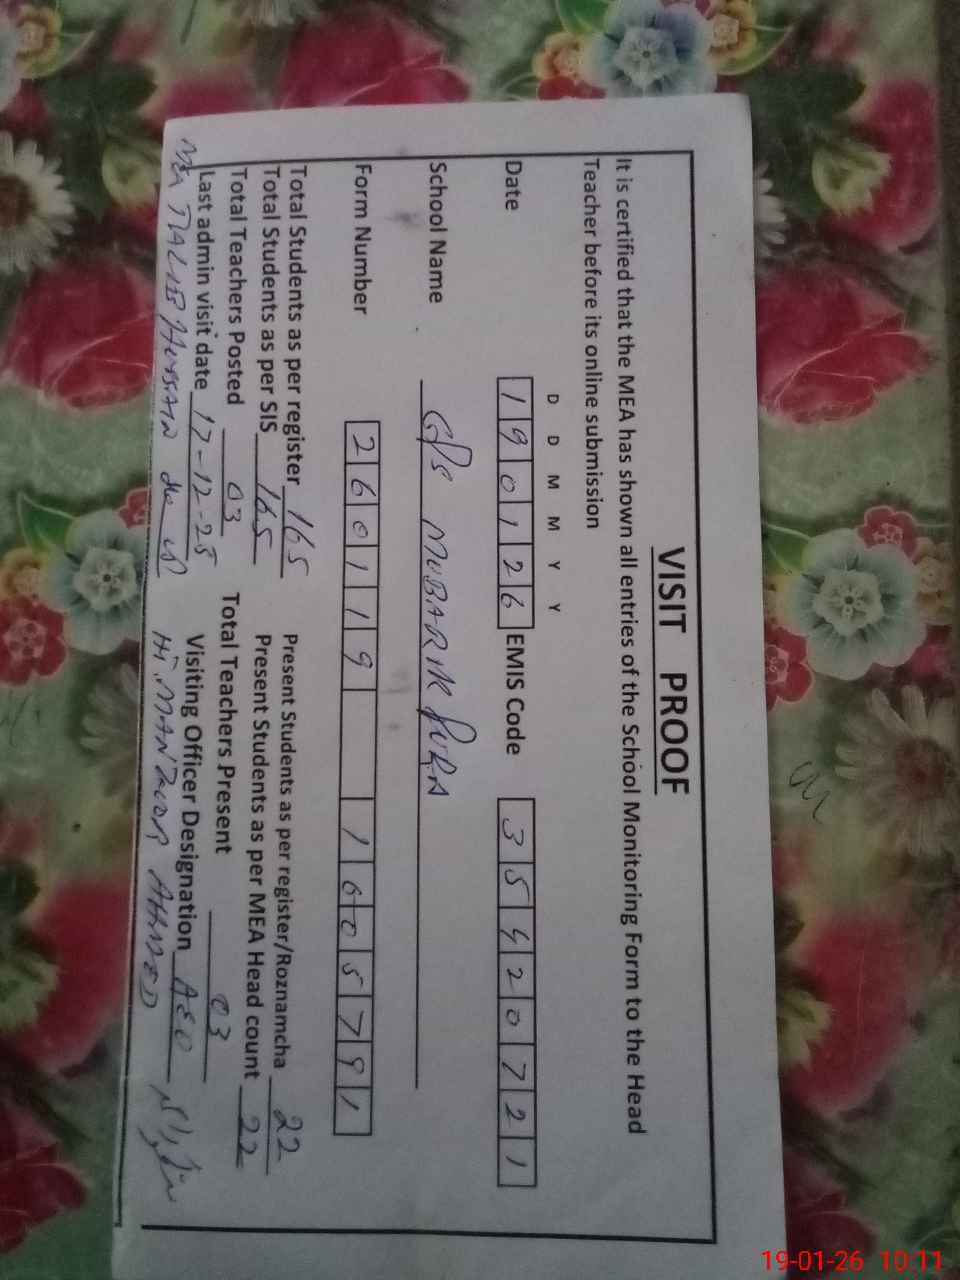 VISIT PROOF
It is certified that the MEA has shown all entries of the School Monitoring Form to the Head
Teacher before its online submission
D D M M Y Y
Date 1 9 0 1 2 6 EMIS Code 3 5 4 2 0 7 2 1
School Name G/S MUBARIK PURA
Form Number 2 6 0 1 1 9 1 6 0 5 7 9 1
Total Students as per register 165 Present Students as per register/Roznamcha 22
Total Students as per SIS 165 Present Students as per MEA Head count 22
Total Teachers Posted 03 Total Teachers Present 03
Last admin visit date 17-12-25 Visiting Officer Designation AEO
MEA TALIB HUSSAIN HT. MANZOOR AHMED
19-01-26 10:11